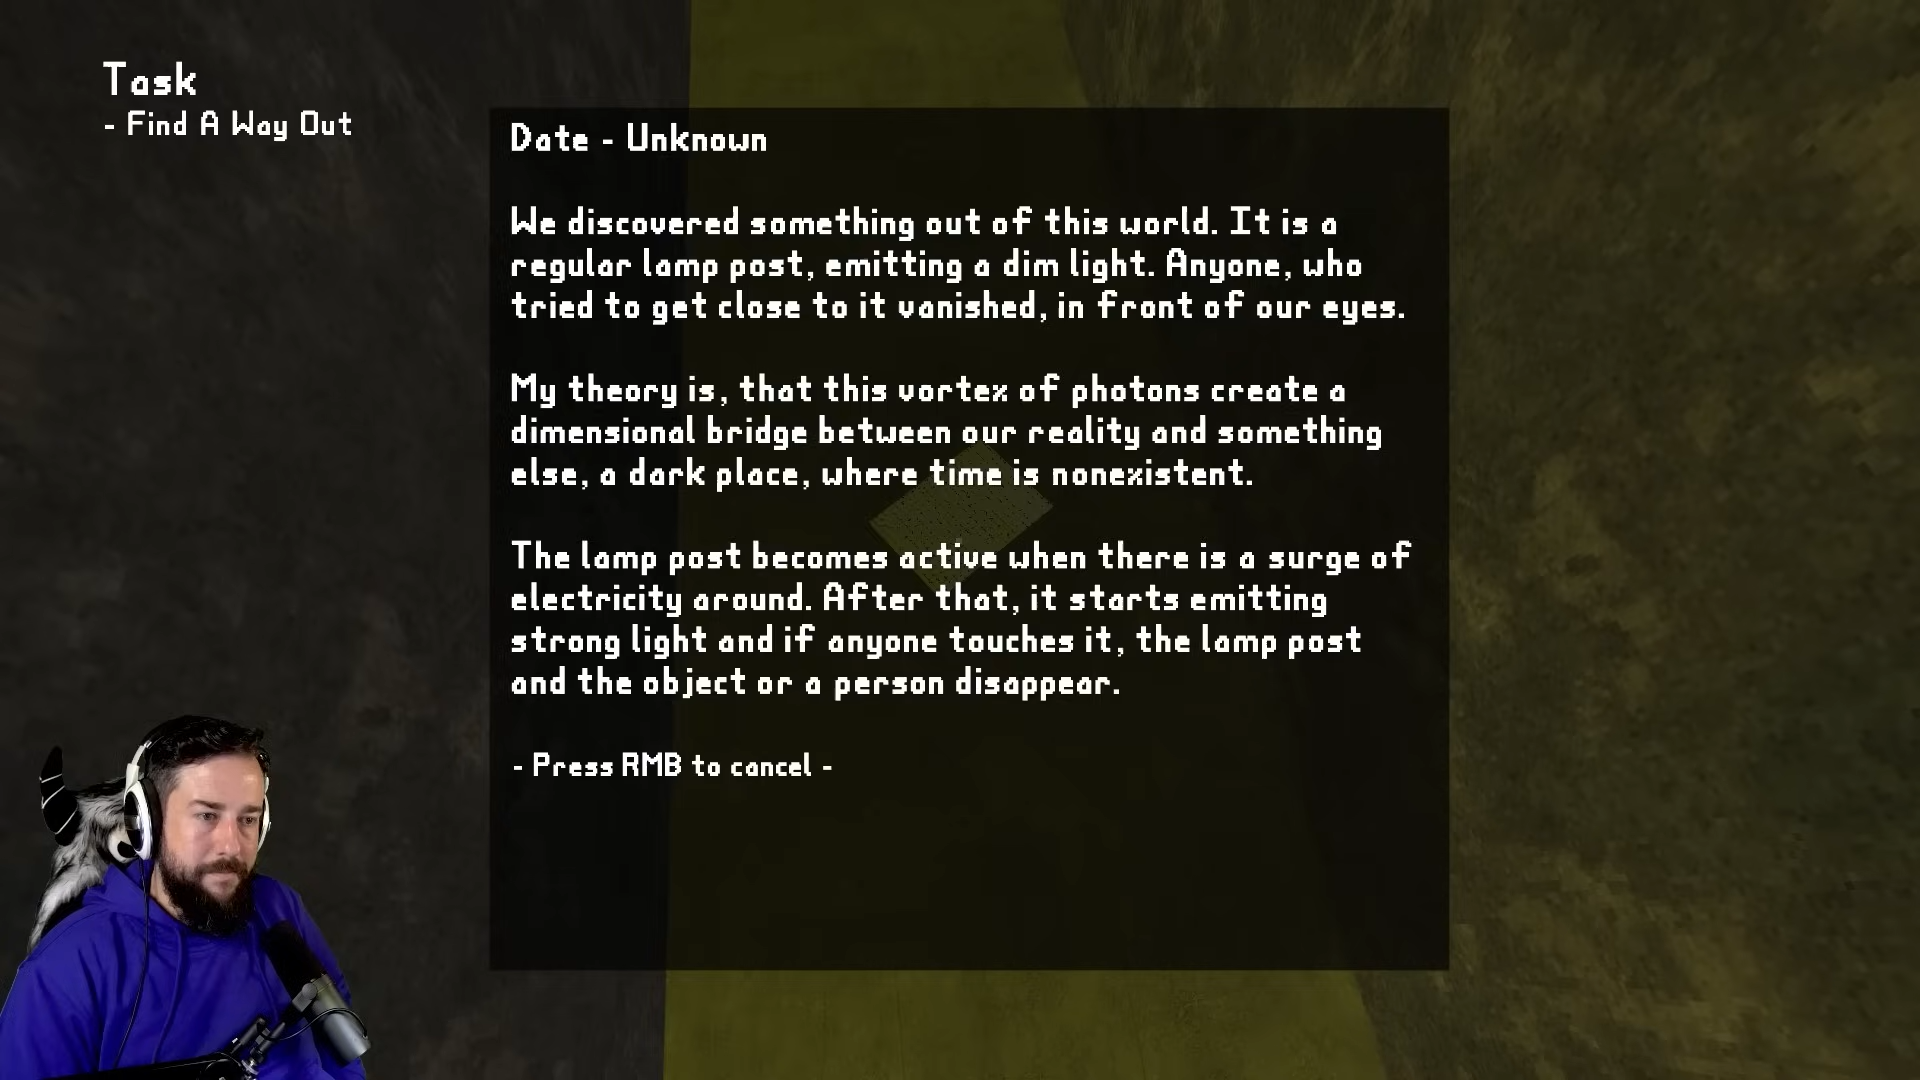 Task
- Find A Way Out
Date - Unknown
We discovered something out of this world. It is a
regular lamp post, emitting a dim light. Anyone, who
tried to get close to it vanished, in front of our eyes.
My theory is, that this vortex of photons create a
dimensional bridge between our reality and something
else, a dark place, where time is nonexistent.
The lamp post becomes active when there is a surge of
electricity around. After that, it starts emitting
strong light and if anyone touches it, the lamp post
and the object or a person disappear.
- Press RMB to cancel -